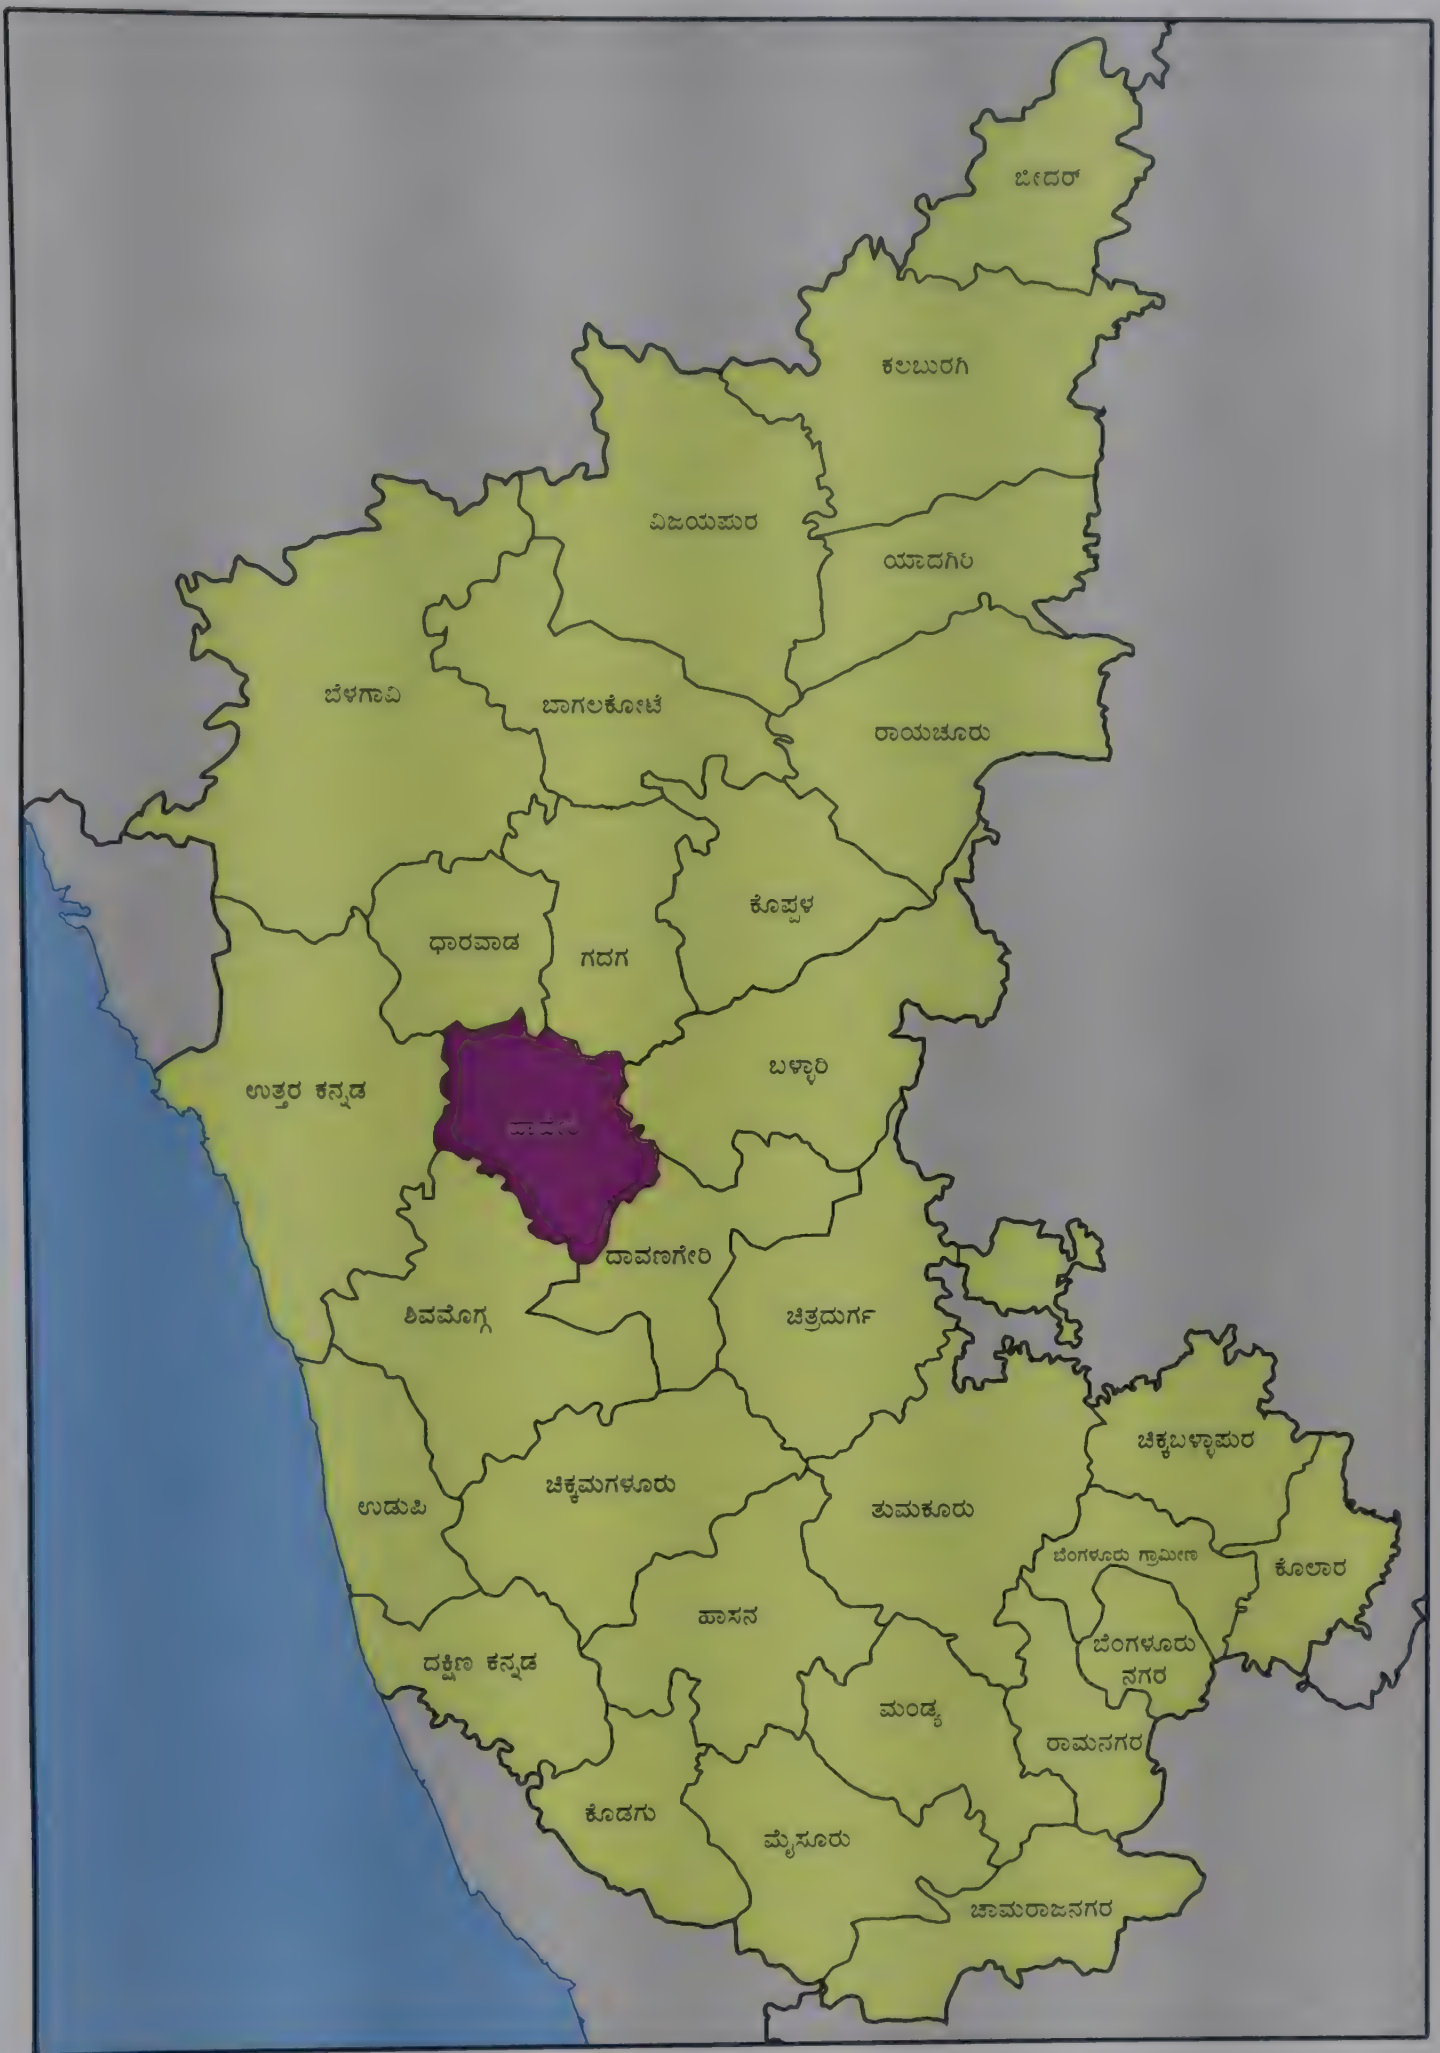 ಬೀದರ್
ಕಲಬುರಗಿ
ವಿಜಯಪುರ
ಯಾದಗಿರಿ
ಬೆಳಗಾವಿ
ಬಾಗಲಕೋಟೆ
ರಾಯಚೂರು
ಕೊಪ್ಪಳ
ಧಾರವಾಡ
ಗದಗ
ಬಳ್ಳಾರಿ
ಉತ್ತರ ಕನ್ನಡ
ಹಾವೇರಿ
ದಾವಣಗೇರಿ
ಶಿವಮೊಗ್ಗ
ಚಿತ್ರದುರ್ಗ
ಚಿಕ್ಕಬಳ್ಳಾಪುರ
ಚಿಕ್ಕಮಗಳೂರು
ಉಡುಪಿ
ತುಮಕೂರು
ಬೆಂಗಳೂರು ಗ್ರಾಮೀಣ
ಕೊಲಾರ
ಹಾಸನ
ಬೆಂಗಳೂರು
ನಗರ
ದಕ್ಷಿಣ ಕನ್ನಡ
ಮಂಡ್ಯ
ರಾಮನಗರ
ಕೊಡಗು
ಮೈಸೂರು
ಚಾಮರಾಜನಗರ